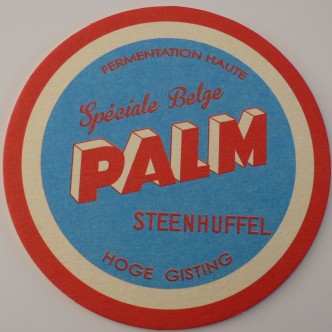 FERMENTATION HAUTE
Spéciale Belge
PALM
STEENHUFFEL
HOGE GISTING